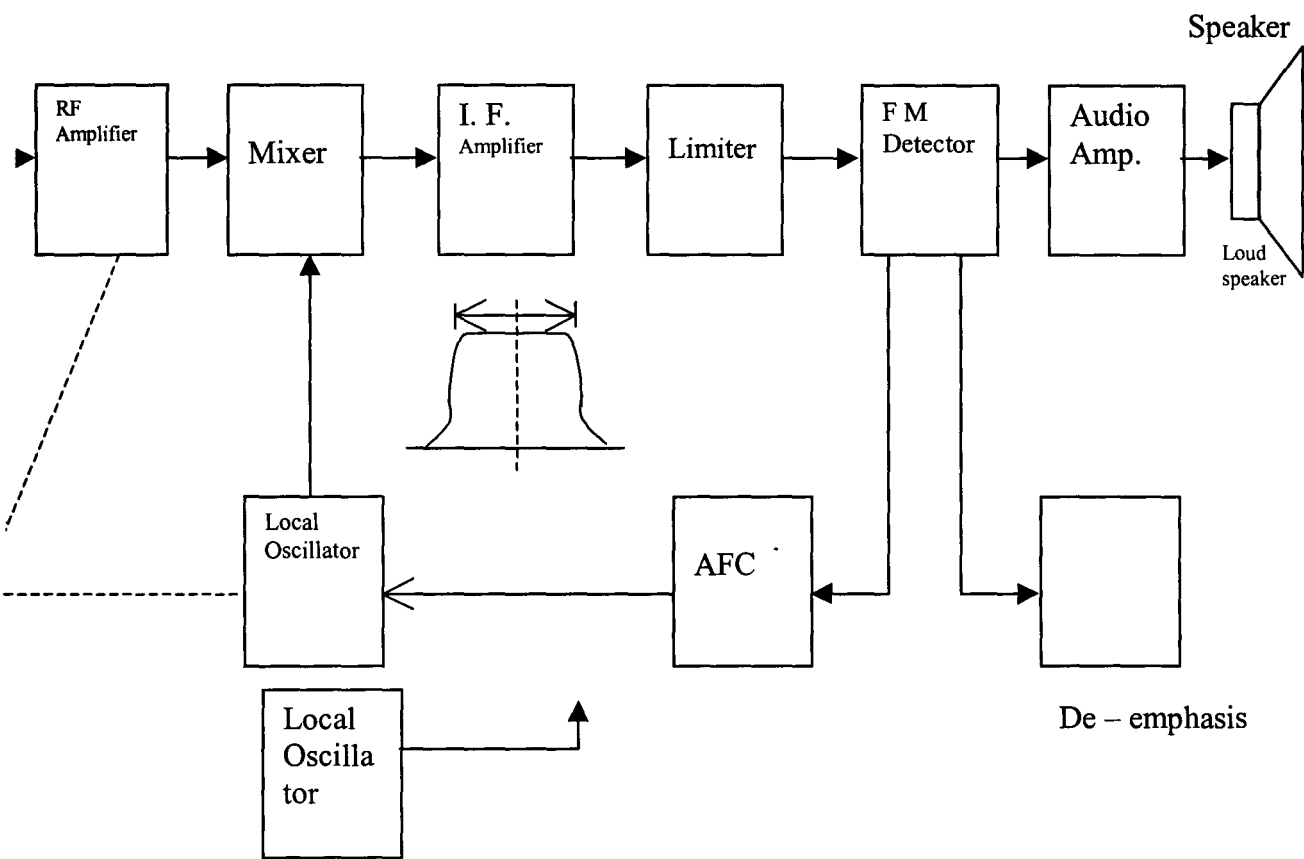 Speaker
RF
Amplifier
Mixer
I. F.
Amplifier
Limiter
F M
Detector
Audio
Amp.
Loud
speaker
Local
Oscillator
AFC
De – emphasis
Local
Oscilla
tor